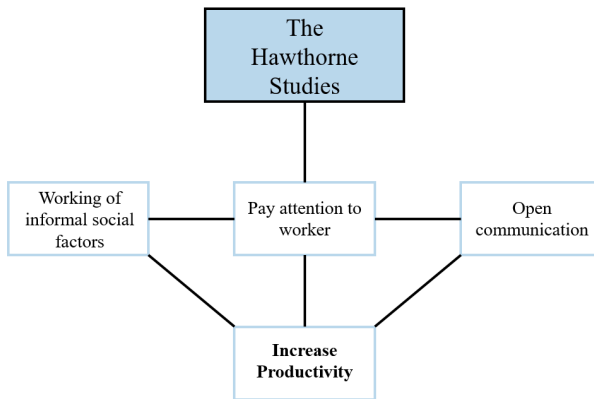 The
Hawthorne
Studies
Working of
informal social
factors
Pay attention to
worker
Open
communication
Increase
Productivity